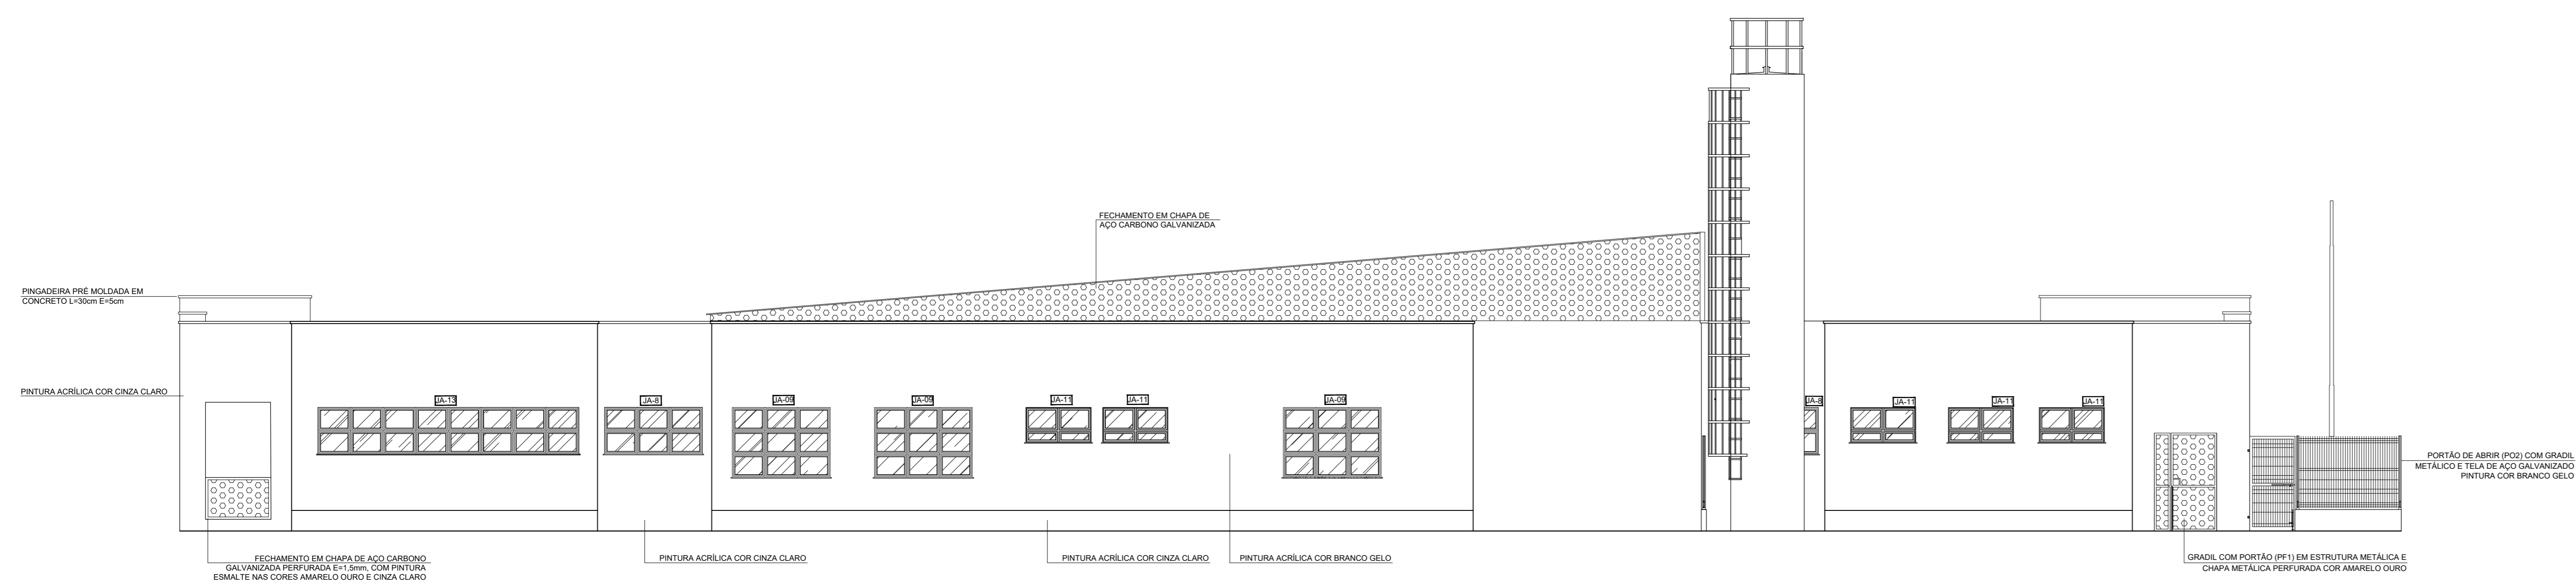 FECHAMENTO EM CHAPA DE
AÇO CARBONO GALVANIZADA
PINGADEIRA PRÉ MOLDADA EM
CONCRETO L=30cm E=5cm
PINTURA ACRÍLICA COR CINZA CLARO
JA-13
JA-8
JA-09
JA-09
JA-11
JA-11
JA-09
JA-8
JA-11
JA-11
JA-11
PORTÃO DE ABRIR (PO2) COM GRADIL
METÁLICO E TELA DE AÇO GALVANIZADO
PINTURA COR BRANCO GELO
FECHAMENTO EM CHAPA DE AÇO CARBONO
GALVANIZADA PERFURADA E=1,5mm, COM PINTURA
ESMALTE NAS CORES AMARELO OURO E CINZA CLARO
PINTURA ACRÍLICA COR CINZA CLARO
PINTURA ACRÍLICA COR CINZA CLARO
PINTURA ACRÍLICA COR BRANCO GELO
GRADIL COM PORTÃO (PF1) EM ESTRUTURA METÁLICA E
CHAPA METÁLICA PERFURADA COR AMARELO OURO